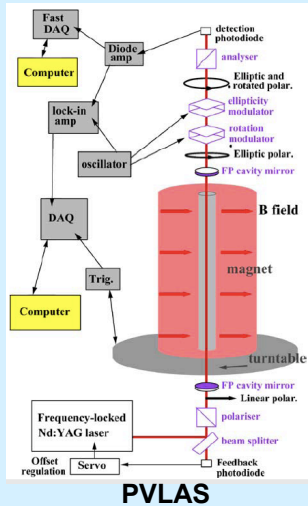 Fast
DAQ
detection
photodiode
Diode
amp
analyser
Computer
Elliptic and
rotated polar.
lock-in
amp
ellipticity
modulator
oscillator
rotation
modulator
Elliptic polar.
FP cavity mirror
DAQ
B field
magnet
Trig.
Computer
turntable
FP cavity mirror
Linear polar.
Frequency-locked
Nd:YAG laser
polariser
beam splitter
Offset
regulation
Servo
Feedback
photodiode
PVLAS